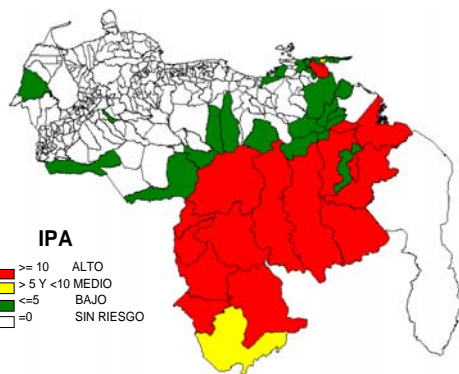 IPA
>= 10 ALTO
> 5 Y <10 MEDIO
<=5 BAJO
=0 SIN RIESGO